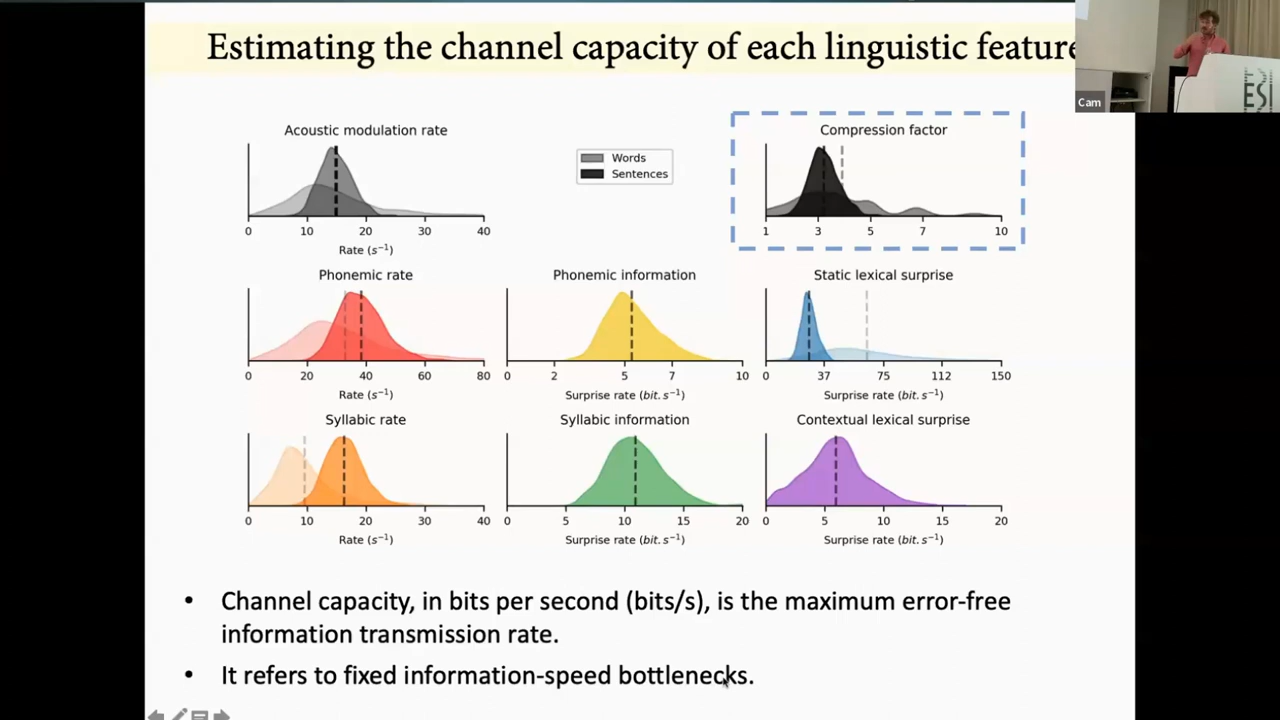 Estimating the channel capacity of each linguistic feature
Cam
ESI
Acoustic modulation rate
0 10 20 30 40
Rate (s⁻¹)
Words
Sentences
Compression factor
1 3 5 7 10
Phonemic rate
0 20 40 60 80
Rate (s⁻¹)
Phonemic information
0 2 5 7 10
Surprise rate (bit.s⁻¹)
Static lexical surprise
0 37 75 112 150
Surprise rate (bit.s⁻¹)
Syllabic rate
0 10 20 30 40
Rate (s⁻¹)
Syllabic information
0 5 10 15 20
Surprise rate (bit.s⁻¹)
Contextual lexical surprise
0 5 10 15 20
Surprise rate (bit.s⁻¹)
• Channel capacity, in bits per second (bits/s), is the maximum error-free
information transmission rate.
• It refers to fixed information-speed bottlenecks.